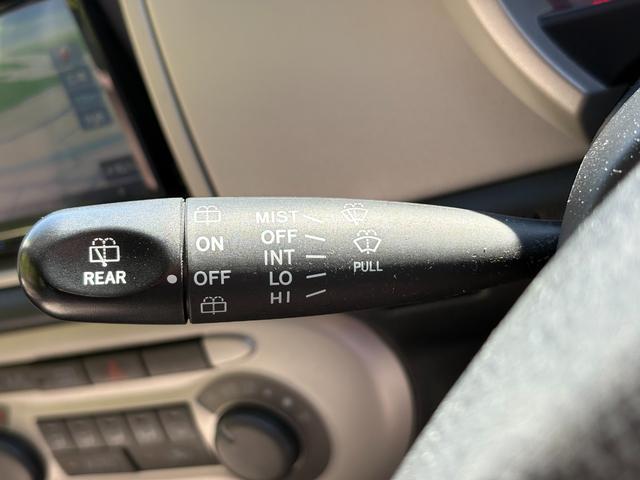 REAR
ON
OFF
MIST
OFF
INT
LO
HI
PULL